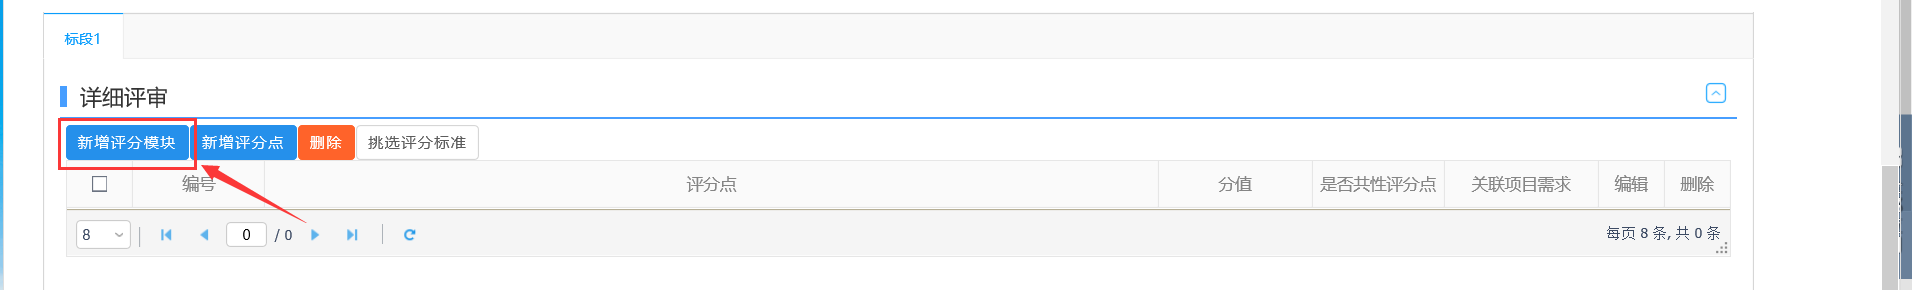 标段1
详细评审
新增评分模块 新增评分点 删除 挑选评分标准
编号 评分点 分值 是否共性评分点 关联项目需求 编辑 删除
8 0 / 0 每页 8 条, 共 0 条